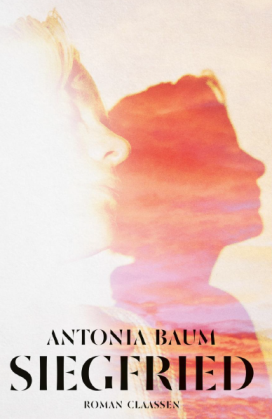 ANTONIA BAUM
SIEGFRIED
ROMAN CLAASSEN